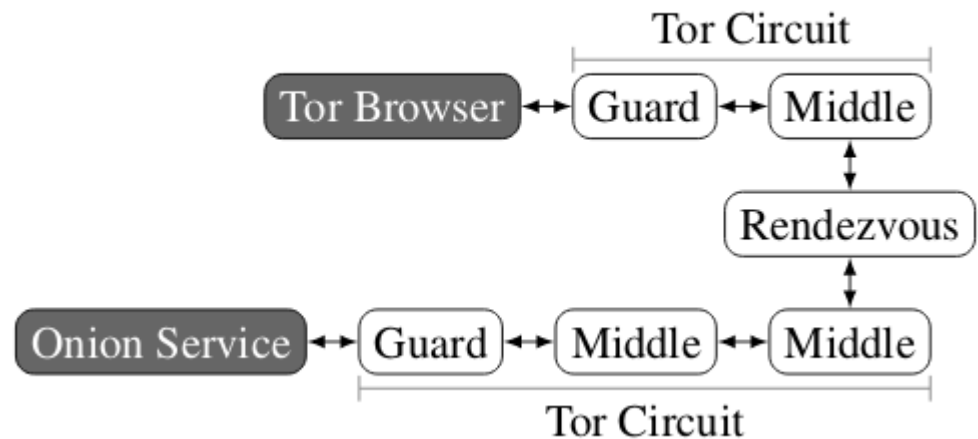 Tor Circuit
Tor Browser Guard Middle
Rendezvous
Onion Service Guard Middle Middle
Tor Circuit